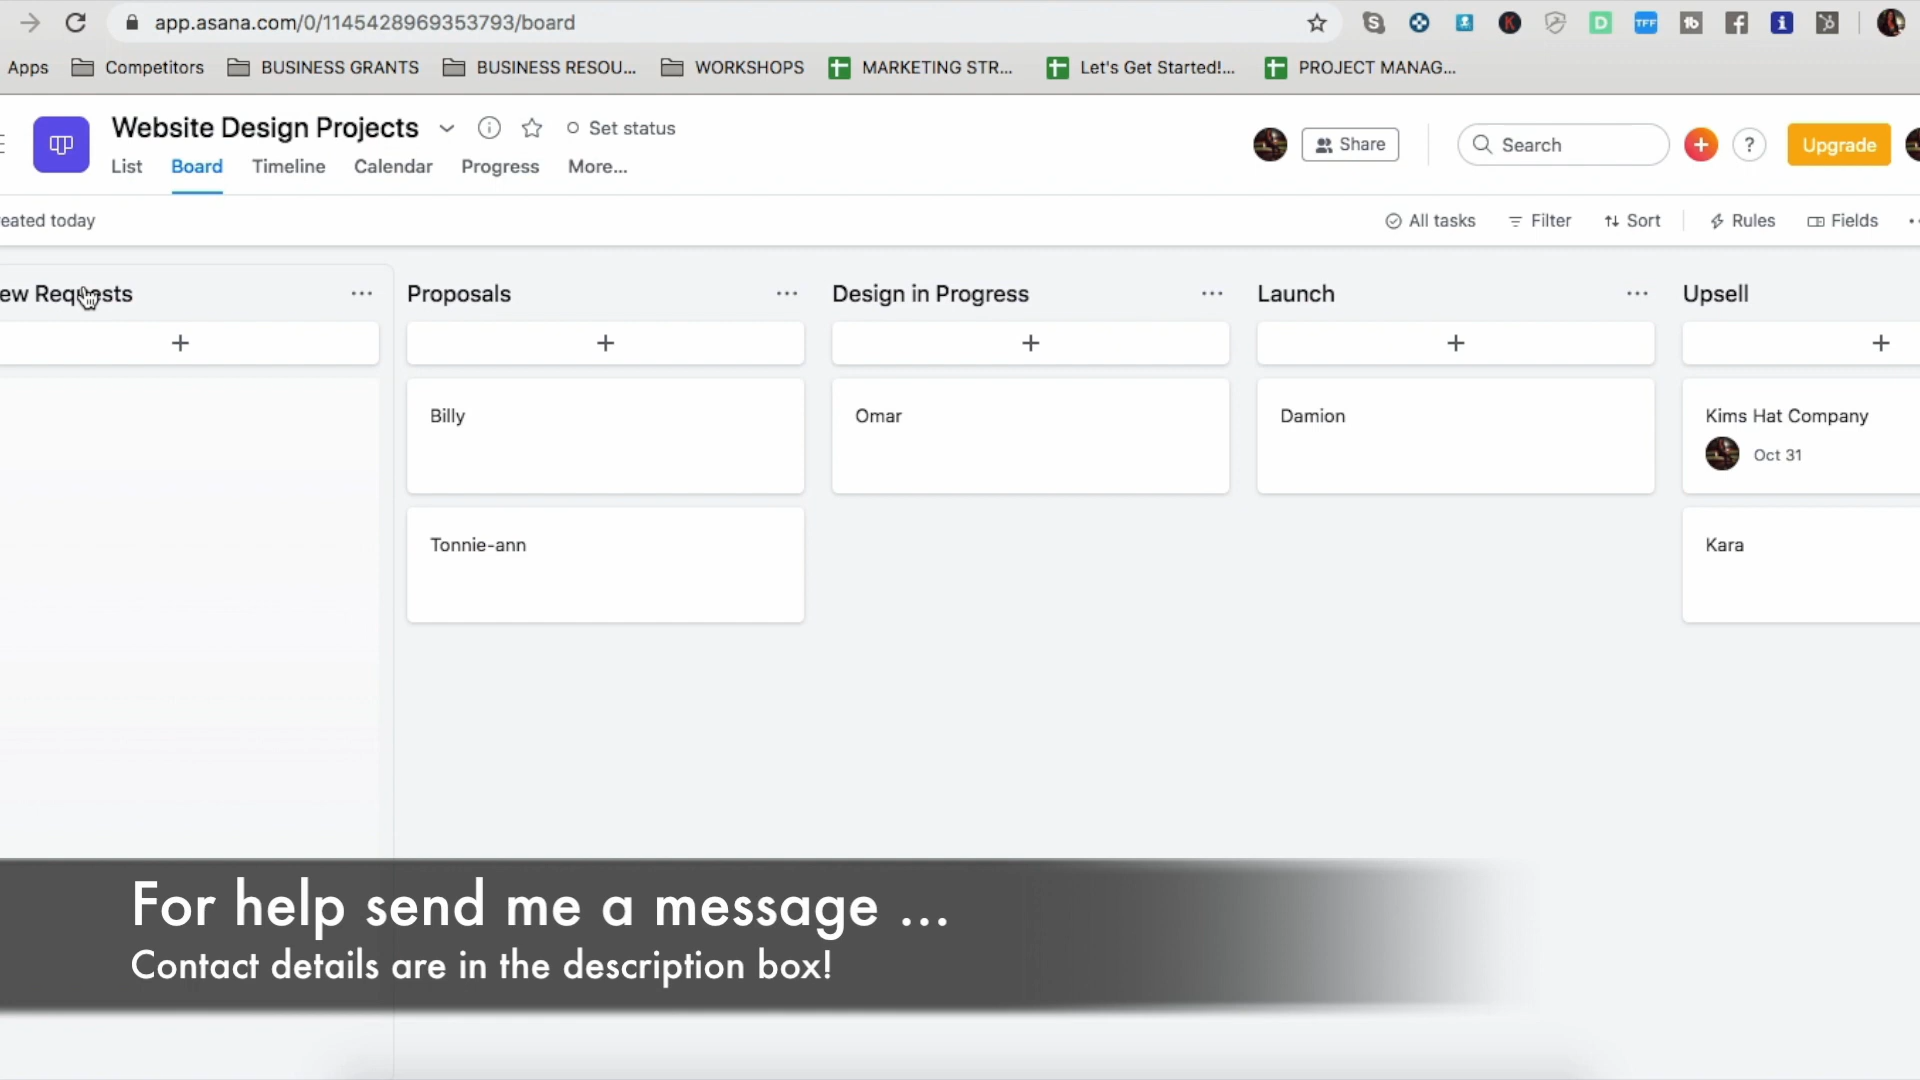 app.asana.com/0/1145428969353793/board
Apps Competitors BUSINESS GRANTS BUSINESS RESOU... WORKSHOPS MARKETING STR... Let's Get Started!... PROJECT MANAG...
Website Design Projects Set status
Share Search ? Upgrade
List Board Timeline Calendar Progress More...
eated today All tasks Filter Sort Rules Fields
ew Requests Proposals Design in Progress Launch Upsell
Billy Omar Damion Kims Hat Company
Oct 31
Tonnie-ann Kara
For help send me a message ...
Contact details are in the description box!